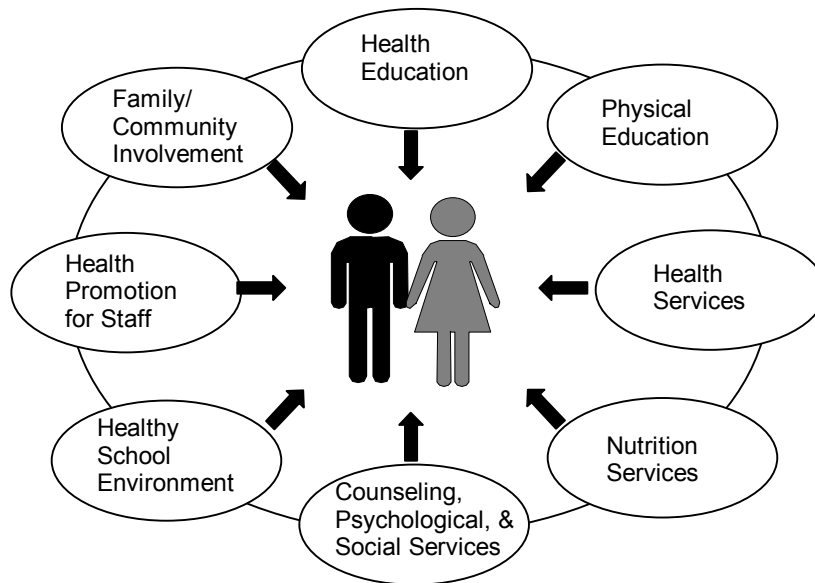 Health
Education
Physical
Education
Health
Services
Nutrition
Services
Counseling,
Psychological, &
Social Services
Healthy
School
Environment
Health
Promotion
for Staff
Family/
Community
Involvement